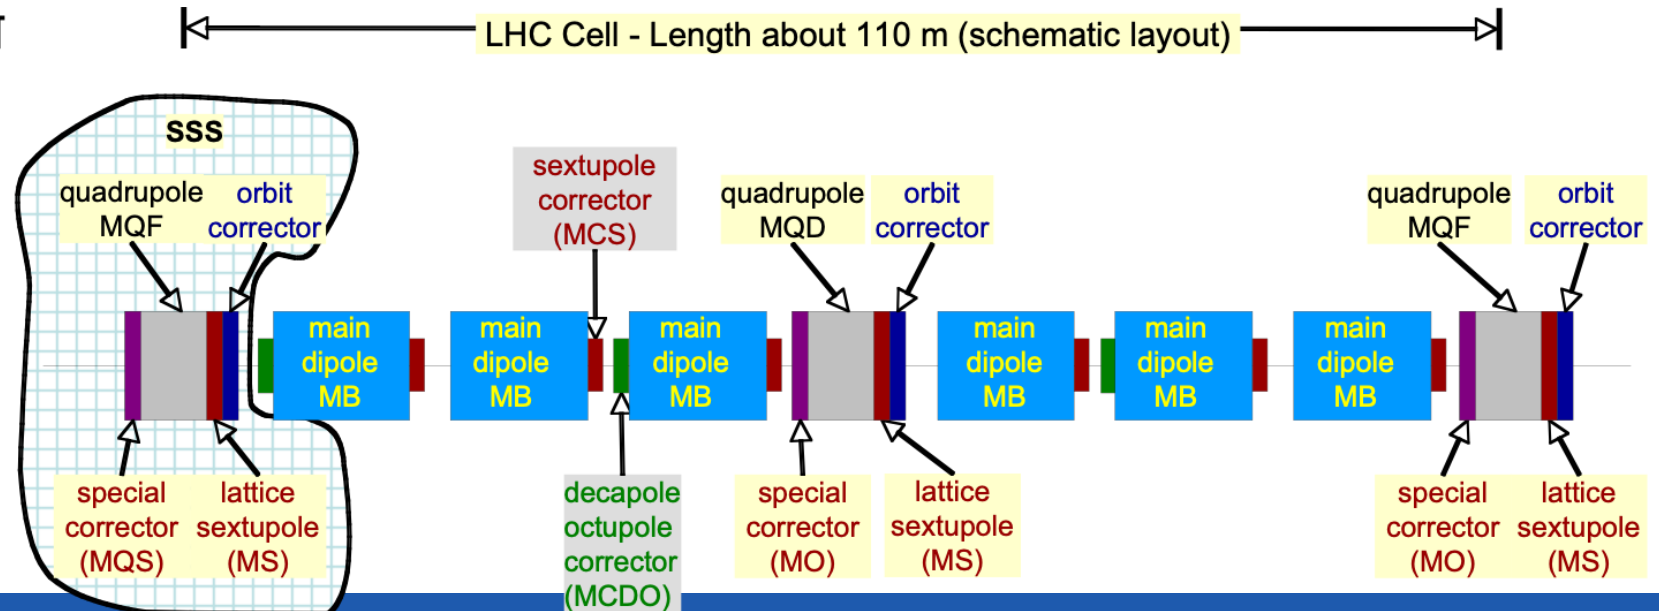 LHC Cell - Length about 110 m (schematic layout)
SSS
quadrupole
MQF
orbit
corrector
sextupole
corrector
(MCS)
quadrupole
MQD
orbit
corrector
quadrupole
MQF
orbit
corrector
main
dipole
MB
main
dipole
MB
main
dipole
MB
main
dipole
MB
main
dipole
MB
main
dipole
MB
special
corrector
(MQS)
lattice
sextupole
(MS)
decapole
octupole
corrector
(MCDO)
special
corrector
(MO)
lattice
sextupole
(MS)
special
corrector
(MO)
lattice
sextupole
(MS)